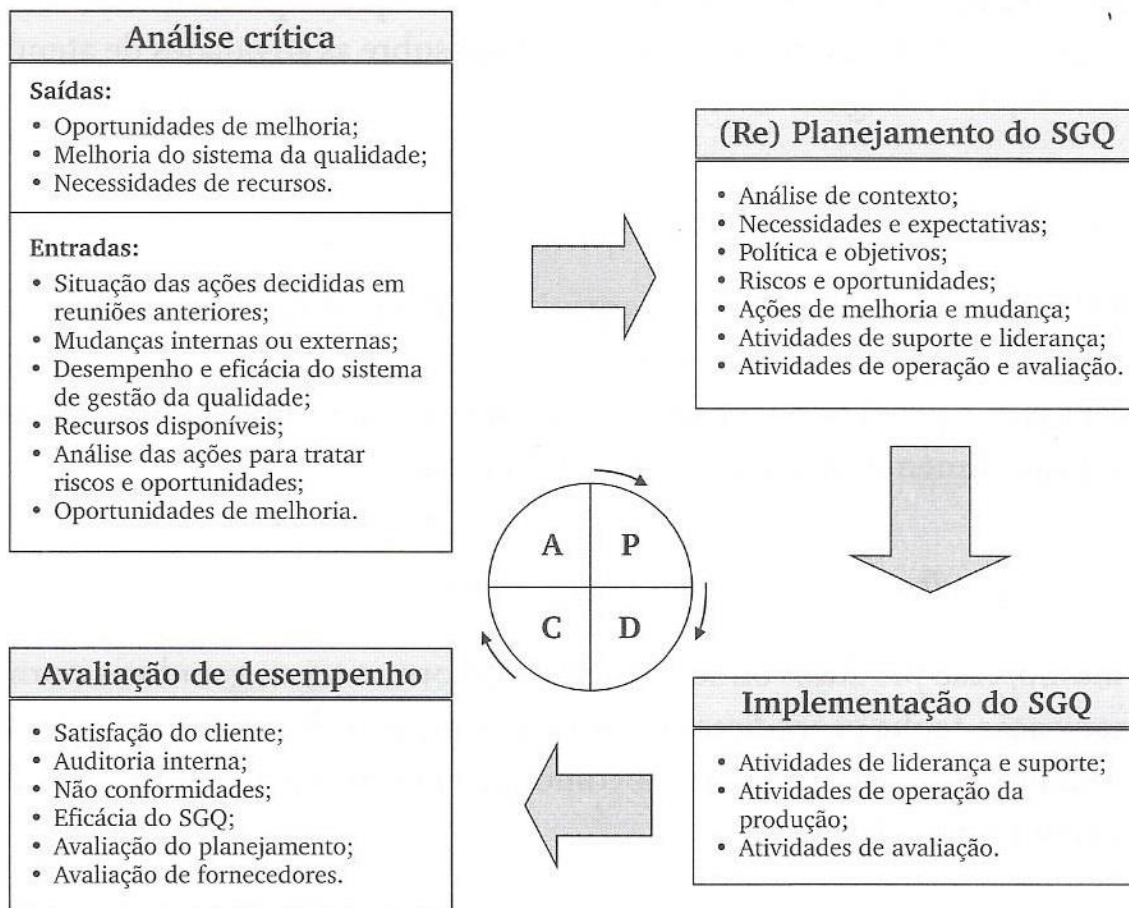 Análise crítica
Saídas:
• Oportunidades de melhoria;
• Melhoria do sistema da qualidade;
• Necessidades de recursos.
Entradas:
• Situação das ações decididas em
reuniões anteriores;
• Mudanças internas ou externas;
• Desempenho e eficácia do sistema
de gestão da qualidade;
• Recursos disponíveis;
• Análise das ações para tratar
riscos e oportunidades;
• Oportunidades de melhoria.
(Re) Planejamento do SGQ
• Análise de contexto;
• Necessidades e expectativas;
• Política e objetivos;
• Riscos e oportunidades;
• Ações de melhoria e mudança;
• Atividades de suporte e liderança;
• Atividades de operação e avaliação.
A P
C D
Avaliação de desempenho
• Satisfação do cliente;
• Auditoria interna;
• Não conformidades;
• Eficácia do SGQ;
• Avaliação do planejamento;
• Avaliação de fornecedores.
Implementação do SGQ
• Atividades de liderança e suporte;
• Atividades de operação da
produção;
• Atividades de avaliação.